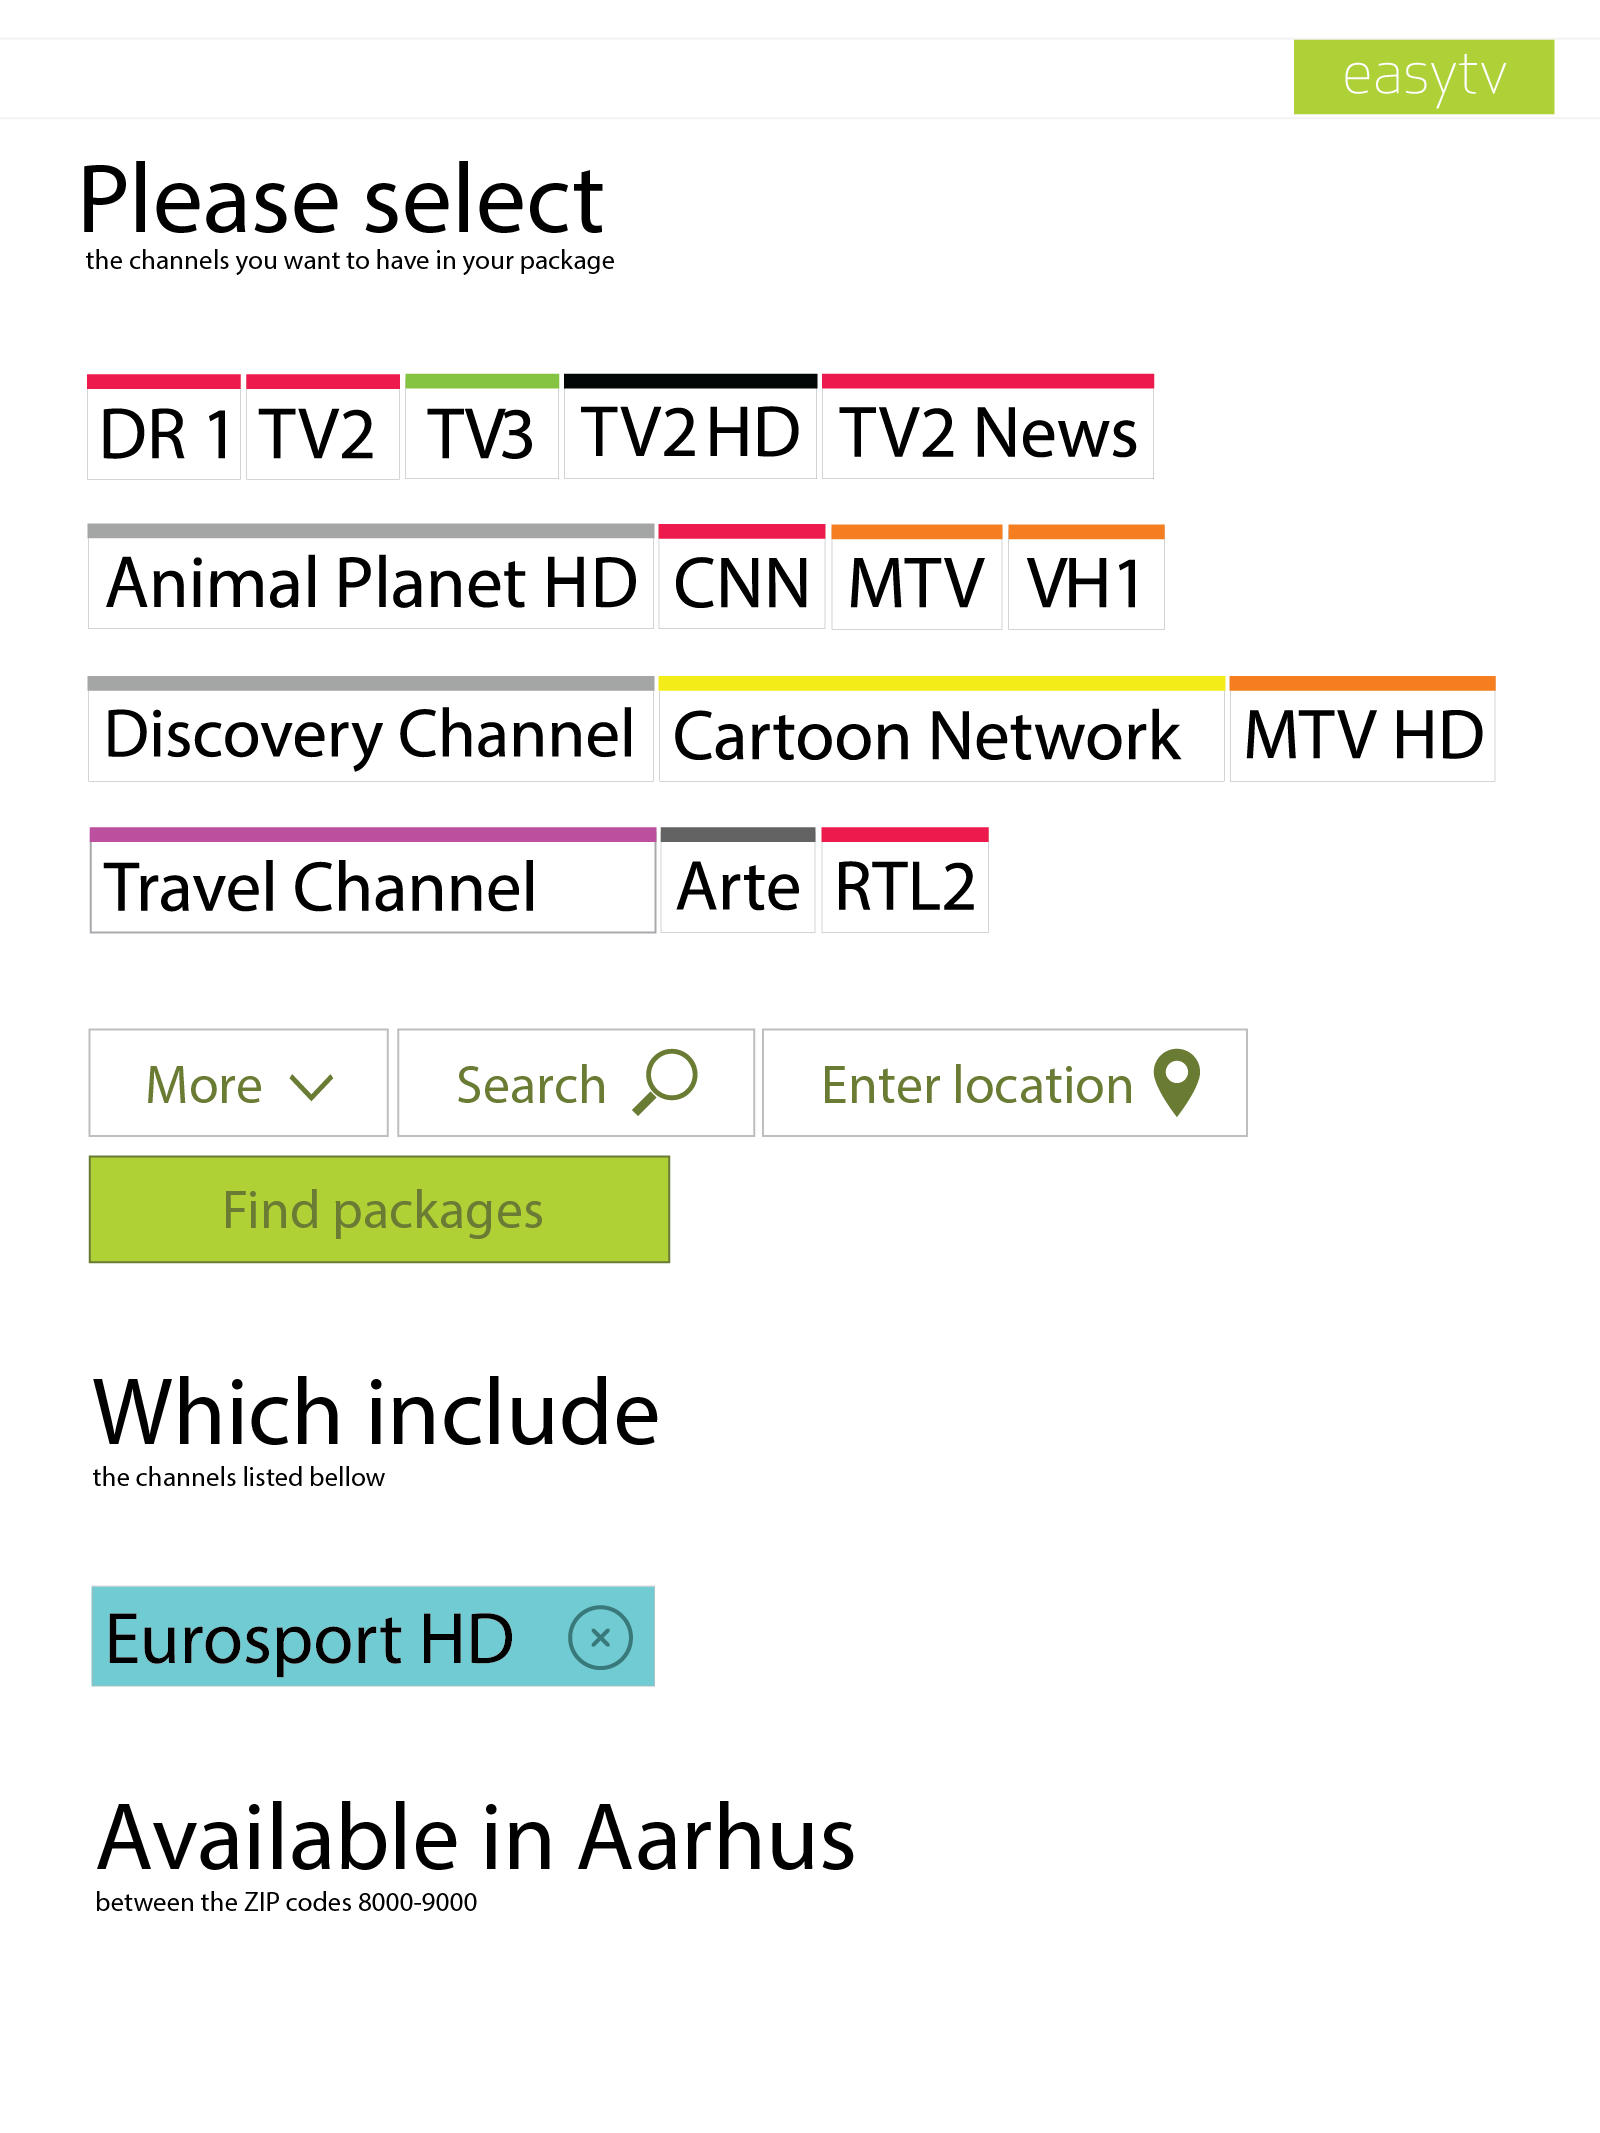 easytv
Please select
the channels you want to have in your package
DR 1 TV2 TV3 TV2 HD TV2 News
Animal Planet HD CNN MTV VH1
Discovery Channel Cartoon Network MTV HD
Travel Channel Arte RTL2
More Search Enter location
Find packages
Which include
the channels listed bellow
Eurosport HD
Available in Aarhus
between the ZIP codes 8000-9000